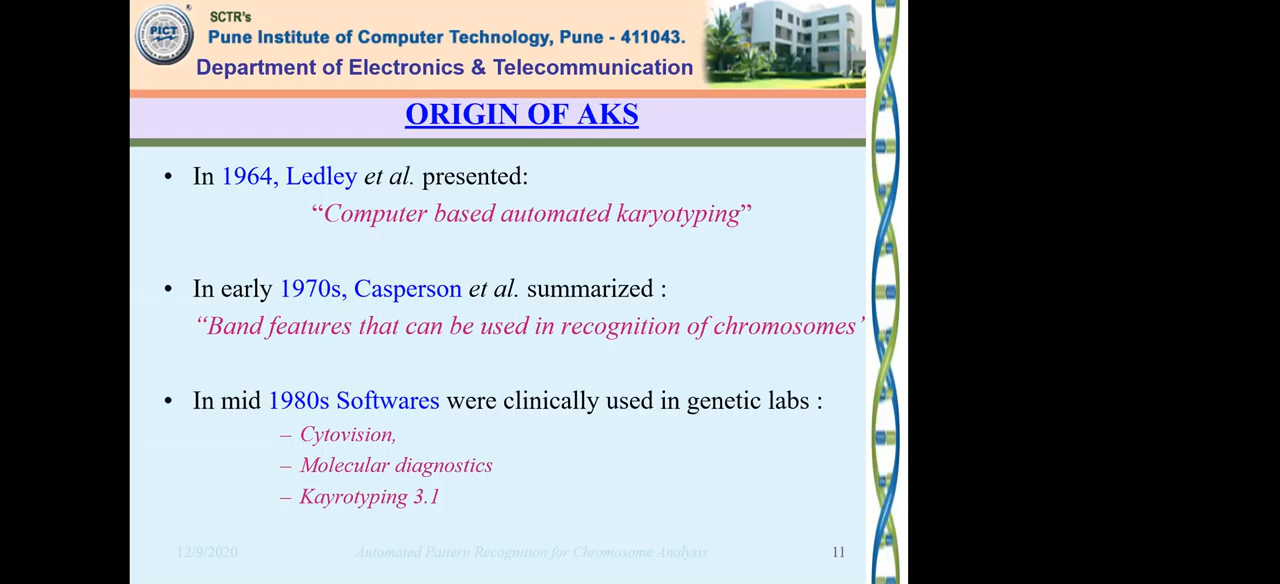 SCTR's
PICT
Pune Institute of Computer Technology, Pune - 411043.
Department of Electronics & Telecommunication
ORIGIN OF AKS
• In 1964, Ledley et al. presented:
“Computer based automated karyotyping”
• In early 1970s, Casperson et al. summarized :
“Band features that can be used in recognition of chromosomes’
• In mid 1980s Softwares were clinically used in genetic labs :
– Cytovision,
– Molecular diagnostics
– Kayrotyping 3.1
12/9/2020 Automated Pattern Recognition for Chromosome Analysis 11